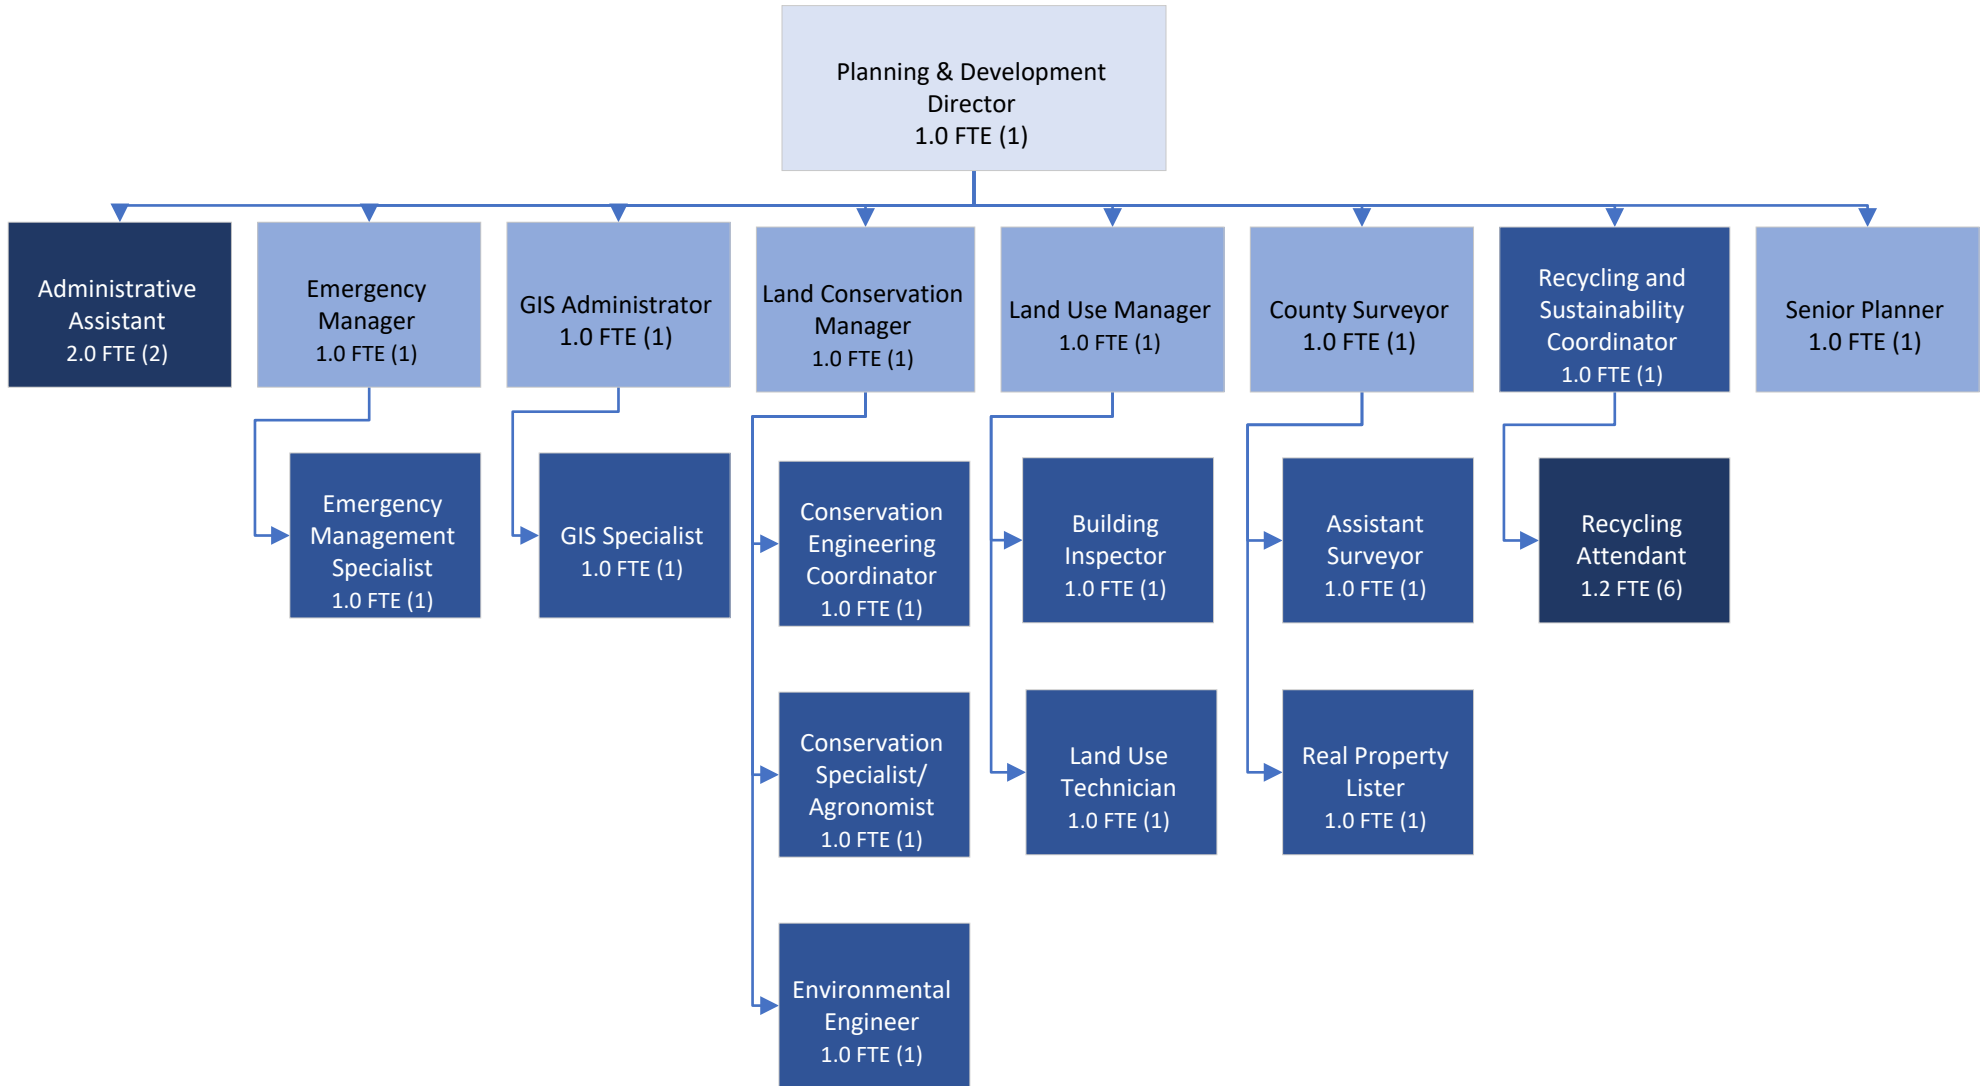 Planning & Development
Director
1.0 FTE (1)
Administrative
Assistant
2.0 FTE (2)
Emergency
Manager
1.0 FTE (1)
GIS Administrator
1.0 FTE (1)
Land Conservation
Manager
1.0 FTE (1)
Land Use Manager
1.0 FTE (1)
County Surveyor
1.0 FTE (1)
Recycling and
Sustainability
Coordinator
1.0 FTE (1)
Senior Planner
1.0 FTE (1)
Emergency
Management
Specialist
1.0 FTE (1)
GIS Specialist
1.0 FTE (1)
Conservation
Engineering
Coordinator
1.0 FTE (1)
Building
Inspector
1.0 FTE (1)
Assistant
Surveyor
1.0 FTE (1)
Recycling
Attendant
1.2 FTE (6)
Conservation
Specialist/
Agronomist
1.0 FTE (1)
Land Use
Technician
1.0 FTE (1)
Real Property
Lister
1.0 FTE (1)
Environmental
Engineer
1.0 FTE (1)